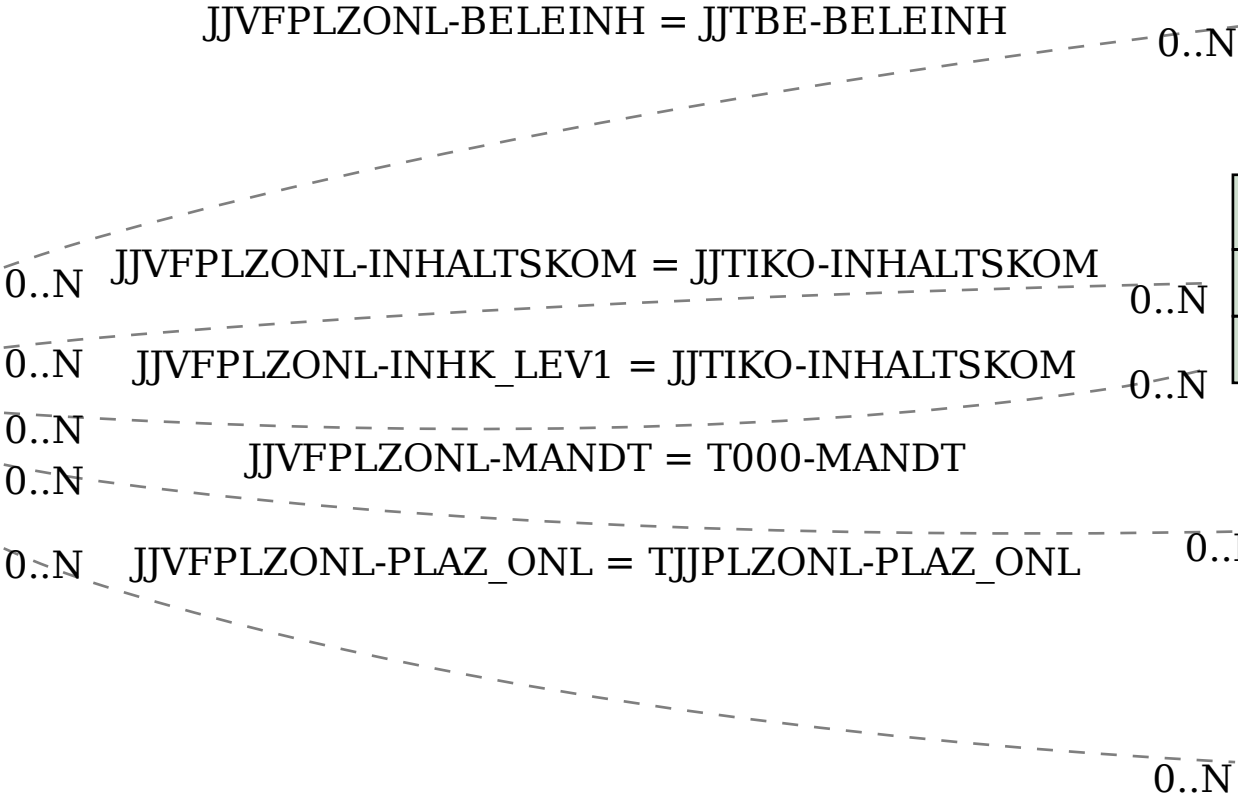 JJVFPLZONL-BELEINH = JJTBE-BELEINH
0..N
JJVFPLZONL-INHALTSKOM = JJTIKO-INHALTSKOM
0..N
0..N
0..N
JJVFPLZONL-INHK_LEV1 = JJTIKO-INHALTSKOM
0..N
0..N
JJVFPLZONL-MANDT = T000-MANDT
0..N
0..
0..N
JJVFPLZONL-PLAZ_ONL = TJJPLZONL-PLAZ_ONL
0..N